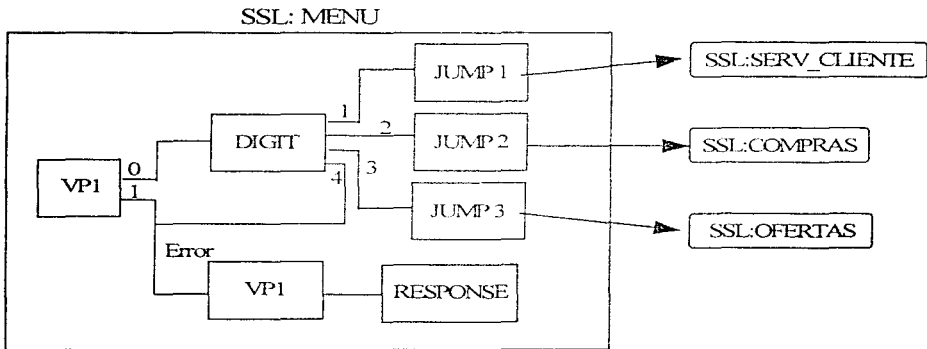 SSL: MENU
JUMP 1
SSL:SERV_CLIENTE
1
DIGIT
2
JUMP 2
SSL:COMPRAS
0
VP1
1
4
3
JUMP 3
SSL:OFERTAS
Error
VP1
RESPONSE